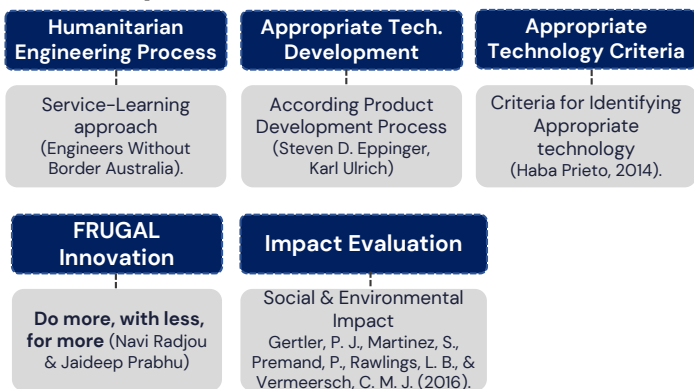 Humanitarian
Engineering Process
Service-Learning
approach
(Engineers Without
Border Australia).
Appropriate Tech.
Development
According Product
Development Process
(Steven D. Eppinger,
Karl Ulrich)
Appropriate
Technology Criteria
Criteria for Identifying
Appropriate
technology
(Haba Prieto, 2014).
FRUGAL
Innovation
Do more, with less,
for more (Navi Radjou
& Jaideep Prabhu)
Impact Evaluation
Social & Environmental
Impact
Gertler, P. J., Martinez, S.,
Premand, P., Rawlings, L. B., &
Vermeersch, C. M. J. (2016).